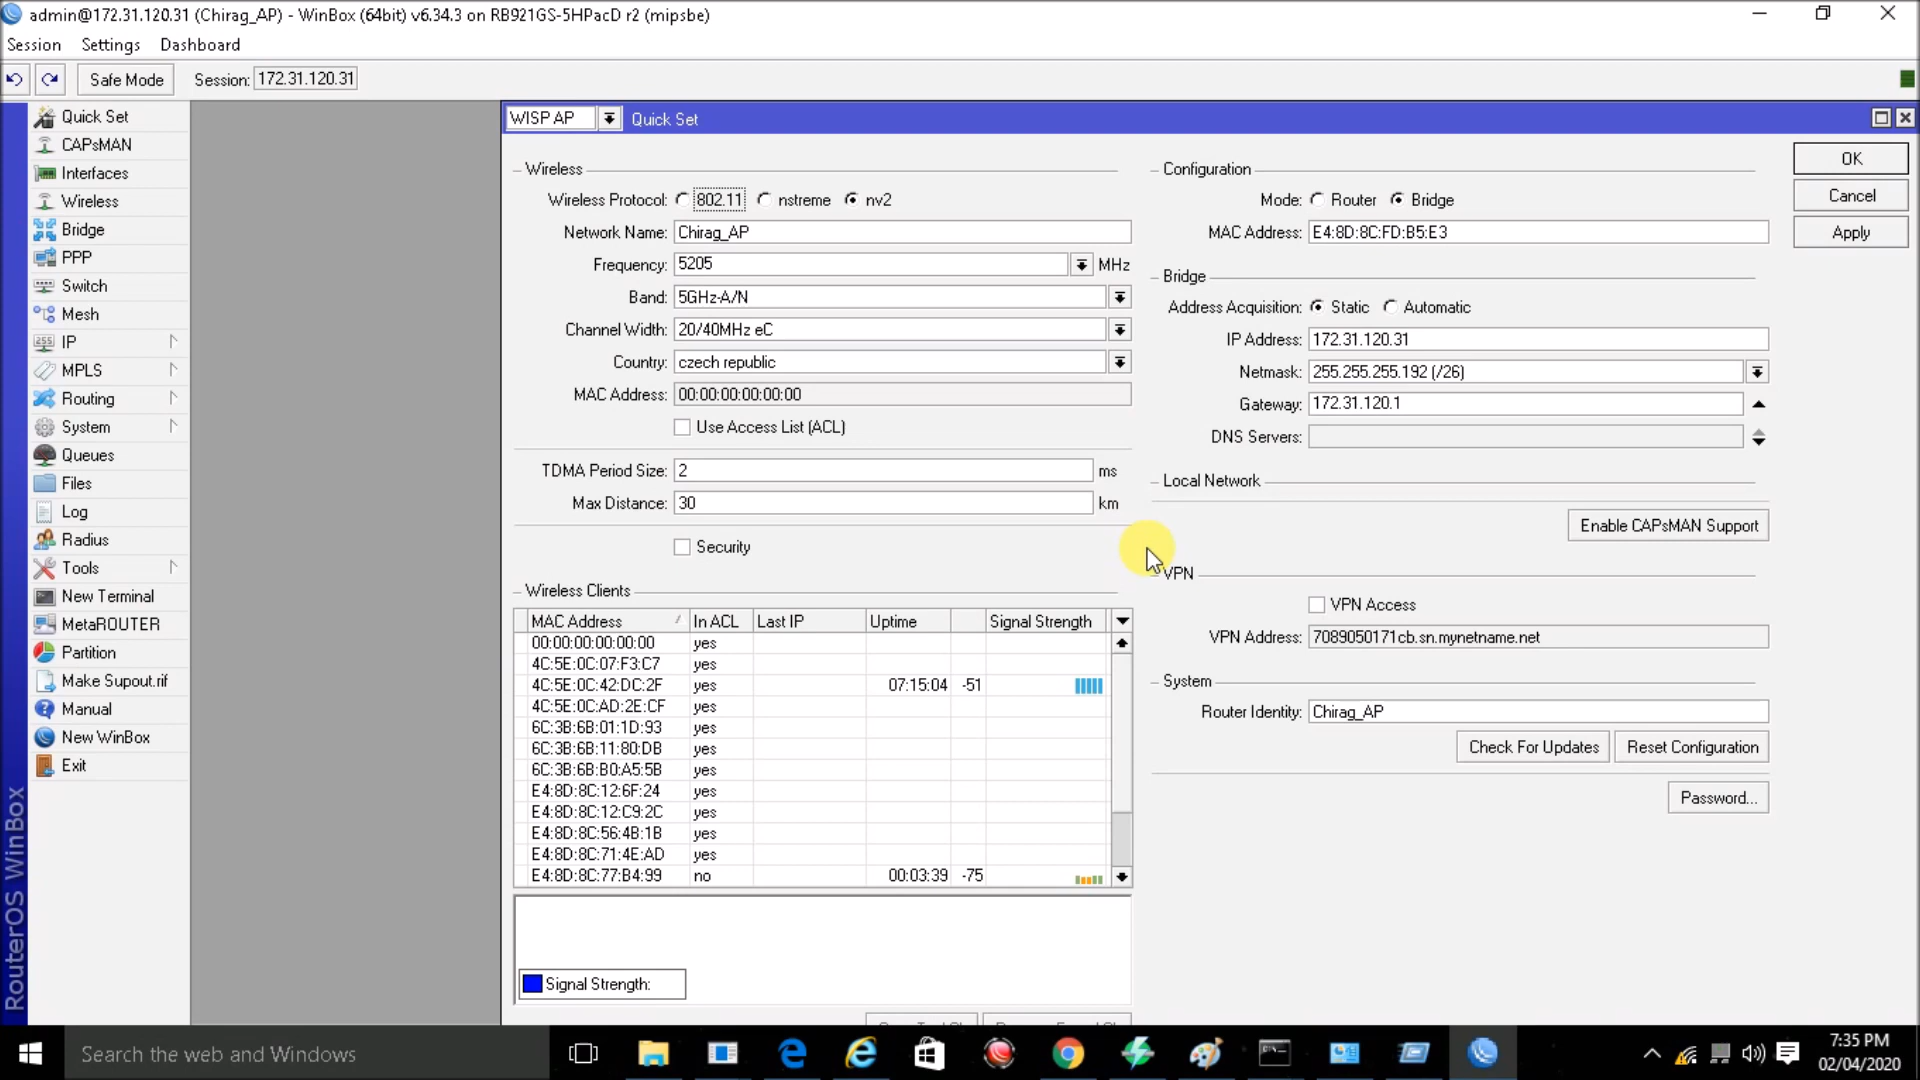 admin@172.31.120.31 (Chirag_AP) - WinBox (64bit) v6.34.3 on RB921GS-5HPacD r2 (mipsbe)
Session Settings Dashboard
Safe Mode Session: 172.31.120.31
Quick Set
CAPsMAN
Interfaces
Wireless
Bridge
PPP
Switch
Mesh
IP
MPLS
Routing
System
Queues
Files
Log
Radius
Tools
New Terminal
MetaROUTER
Partition
Make Supout.rif
Manual
New WinBox
Exit
RouterOS WinBox
WISP AP Quick Set
Wireless
Wireless Protocol: 802.11 nstreme nv2
Network Name: Chirag_AP
Frequency: 5205 MHz
Band: 5GHz-A/N
Channel Width: 20/40MHz eC
Country: czech republic
MAC Address: 00:00:00:00:00:00
Use Access List (ACL)
TDMA Period Size: 2 ms
Max Distance: 30 km
Security
Wireless Clients
MAC Address In ACL Last IP Uptime Signal Strength
00:00:00:00:00:00 yes
4C:5E:0C:07:F3:C7 yes
4C:5E:0C:42:DC:2F yes 07:15:04 -51
4C:5E:0C:AD:2E:CF yes
6C:3B:6B:01:1D:93 yes
6C:3B:6B:11:80:DB yes
6C:3B:6B:B0:A5:5B yes
E4:8D:8C:12:6F:24 yes
E4:8D:8C:12:C9:2C yes
E4:8D:8C:56:4B:1B yes
E4:8D:8C:71:4E:AD yes
E4:8D:8C:77:B4:99 no 00:03:39 -75
Signal Strength:
Configuration
Mode: Router Bridge
MAC Address: E4:8D:8C:FD:B5:E3
Bridge
Address Acquisition: Static Automatic
IP Address: 172.31.120.31
Netmask: 255.255.255.192 (/26)
Gateway: 172.31.120.1
DNS Servers:
Local Network
Enable CAPsMAN Support
VPN
VPN Access
VPN Address: 7089050171cb.sn.mynetname.net
System
Router Identity: Chirag_AP
Check For Updates Reset Configuration
Password...
OK
Cancel
Apply
Search the web and Windows
7:35 PM
02/04/2020